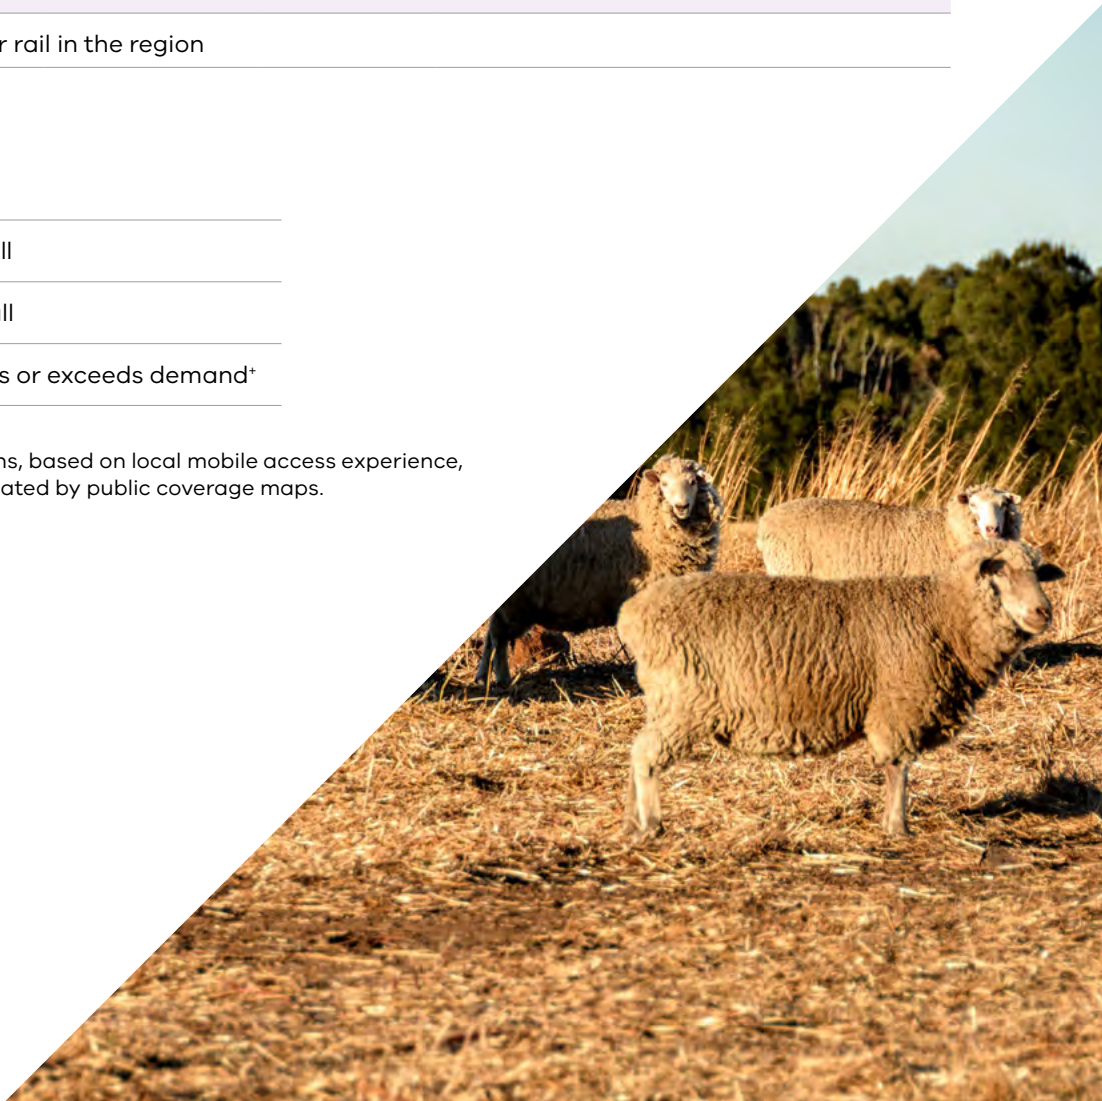 r rail in the region
ll
ll
s or exceeds demand⁺
ns, based on local mobile access experience,
ated by public coverage maps.